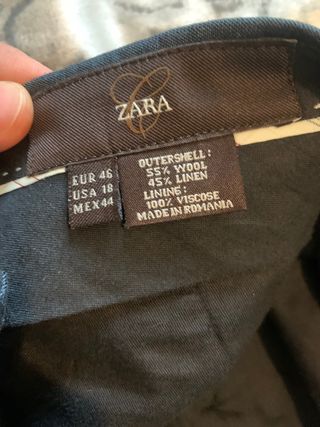 ZARA
EUR 46
USA 18
MEX 44
OUTERSHELL:
55% WOOL
45% LINEN
LINING:
100% VISCOSE
MADE IN ROMANIA